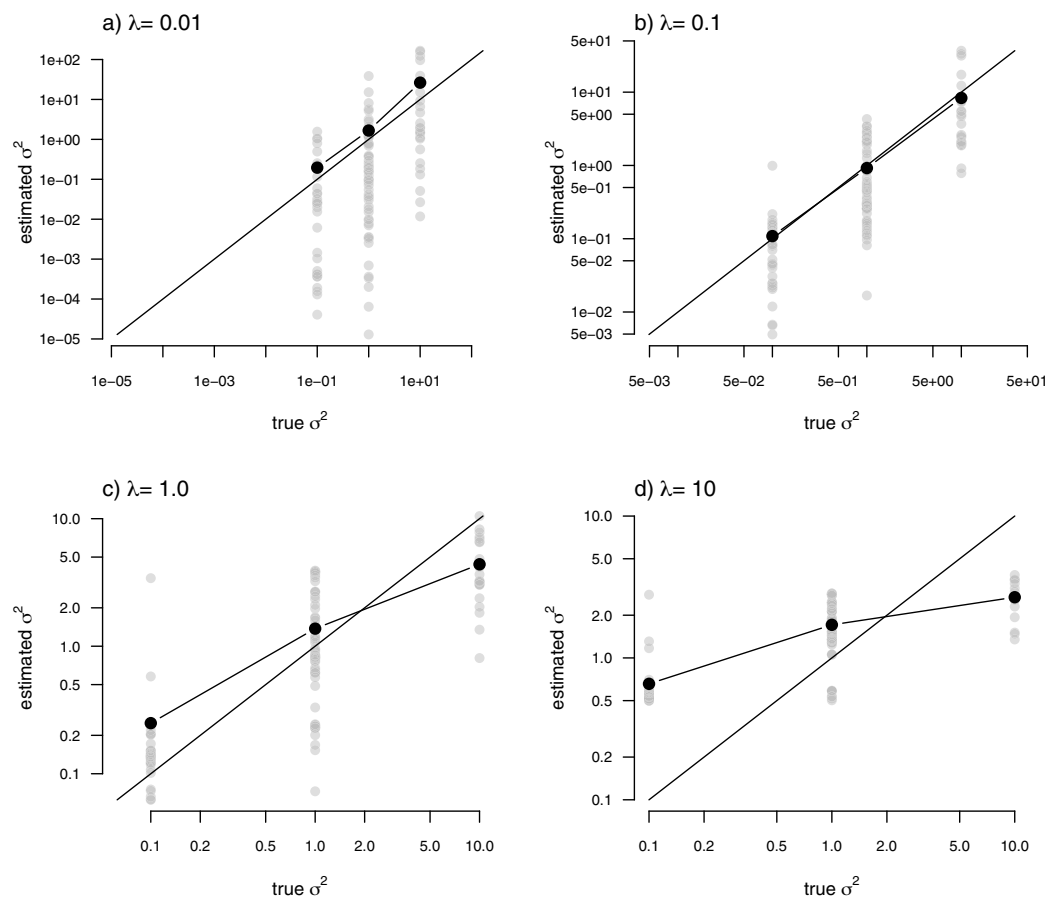 a) λ= 0.01
estimated σ²
1e+02
1e+01
1e+00
1e−01
1e−02
1e−03
1e−04
1e−05
1e−05 1e−03 1e−01 1e+01
true σ²
b) λ= 0.1
estimated σ²
5e+01
1e+01
5e+00
1e+00
5e−01
1e−01
5e−02
1e−02
5e−03
5e−03 5e−02 5e−01 5e+00 5e+01
true σ²
c) λ= 1.0
estimated σ²
10.0
5.0
2.0
1.0
0.5
0.2
0.1
0.1 0.2 0.5 1.0 2.0 5.0 10.0
true σ²
d) λ= 10
estimated σ²
10.0
5.0
2.0
1.0
0.5
0.2
0.1
0.1 0.2 0.5 1.0 2.0 5.0 10.0
true σ²